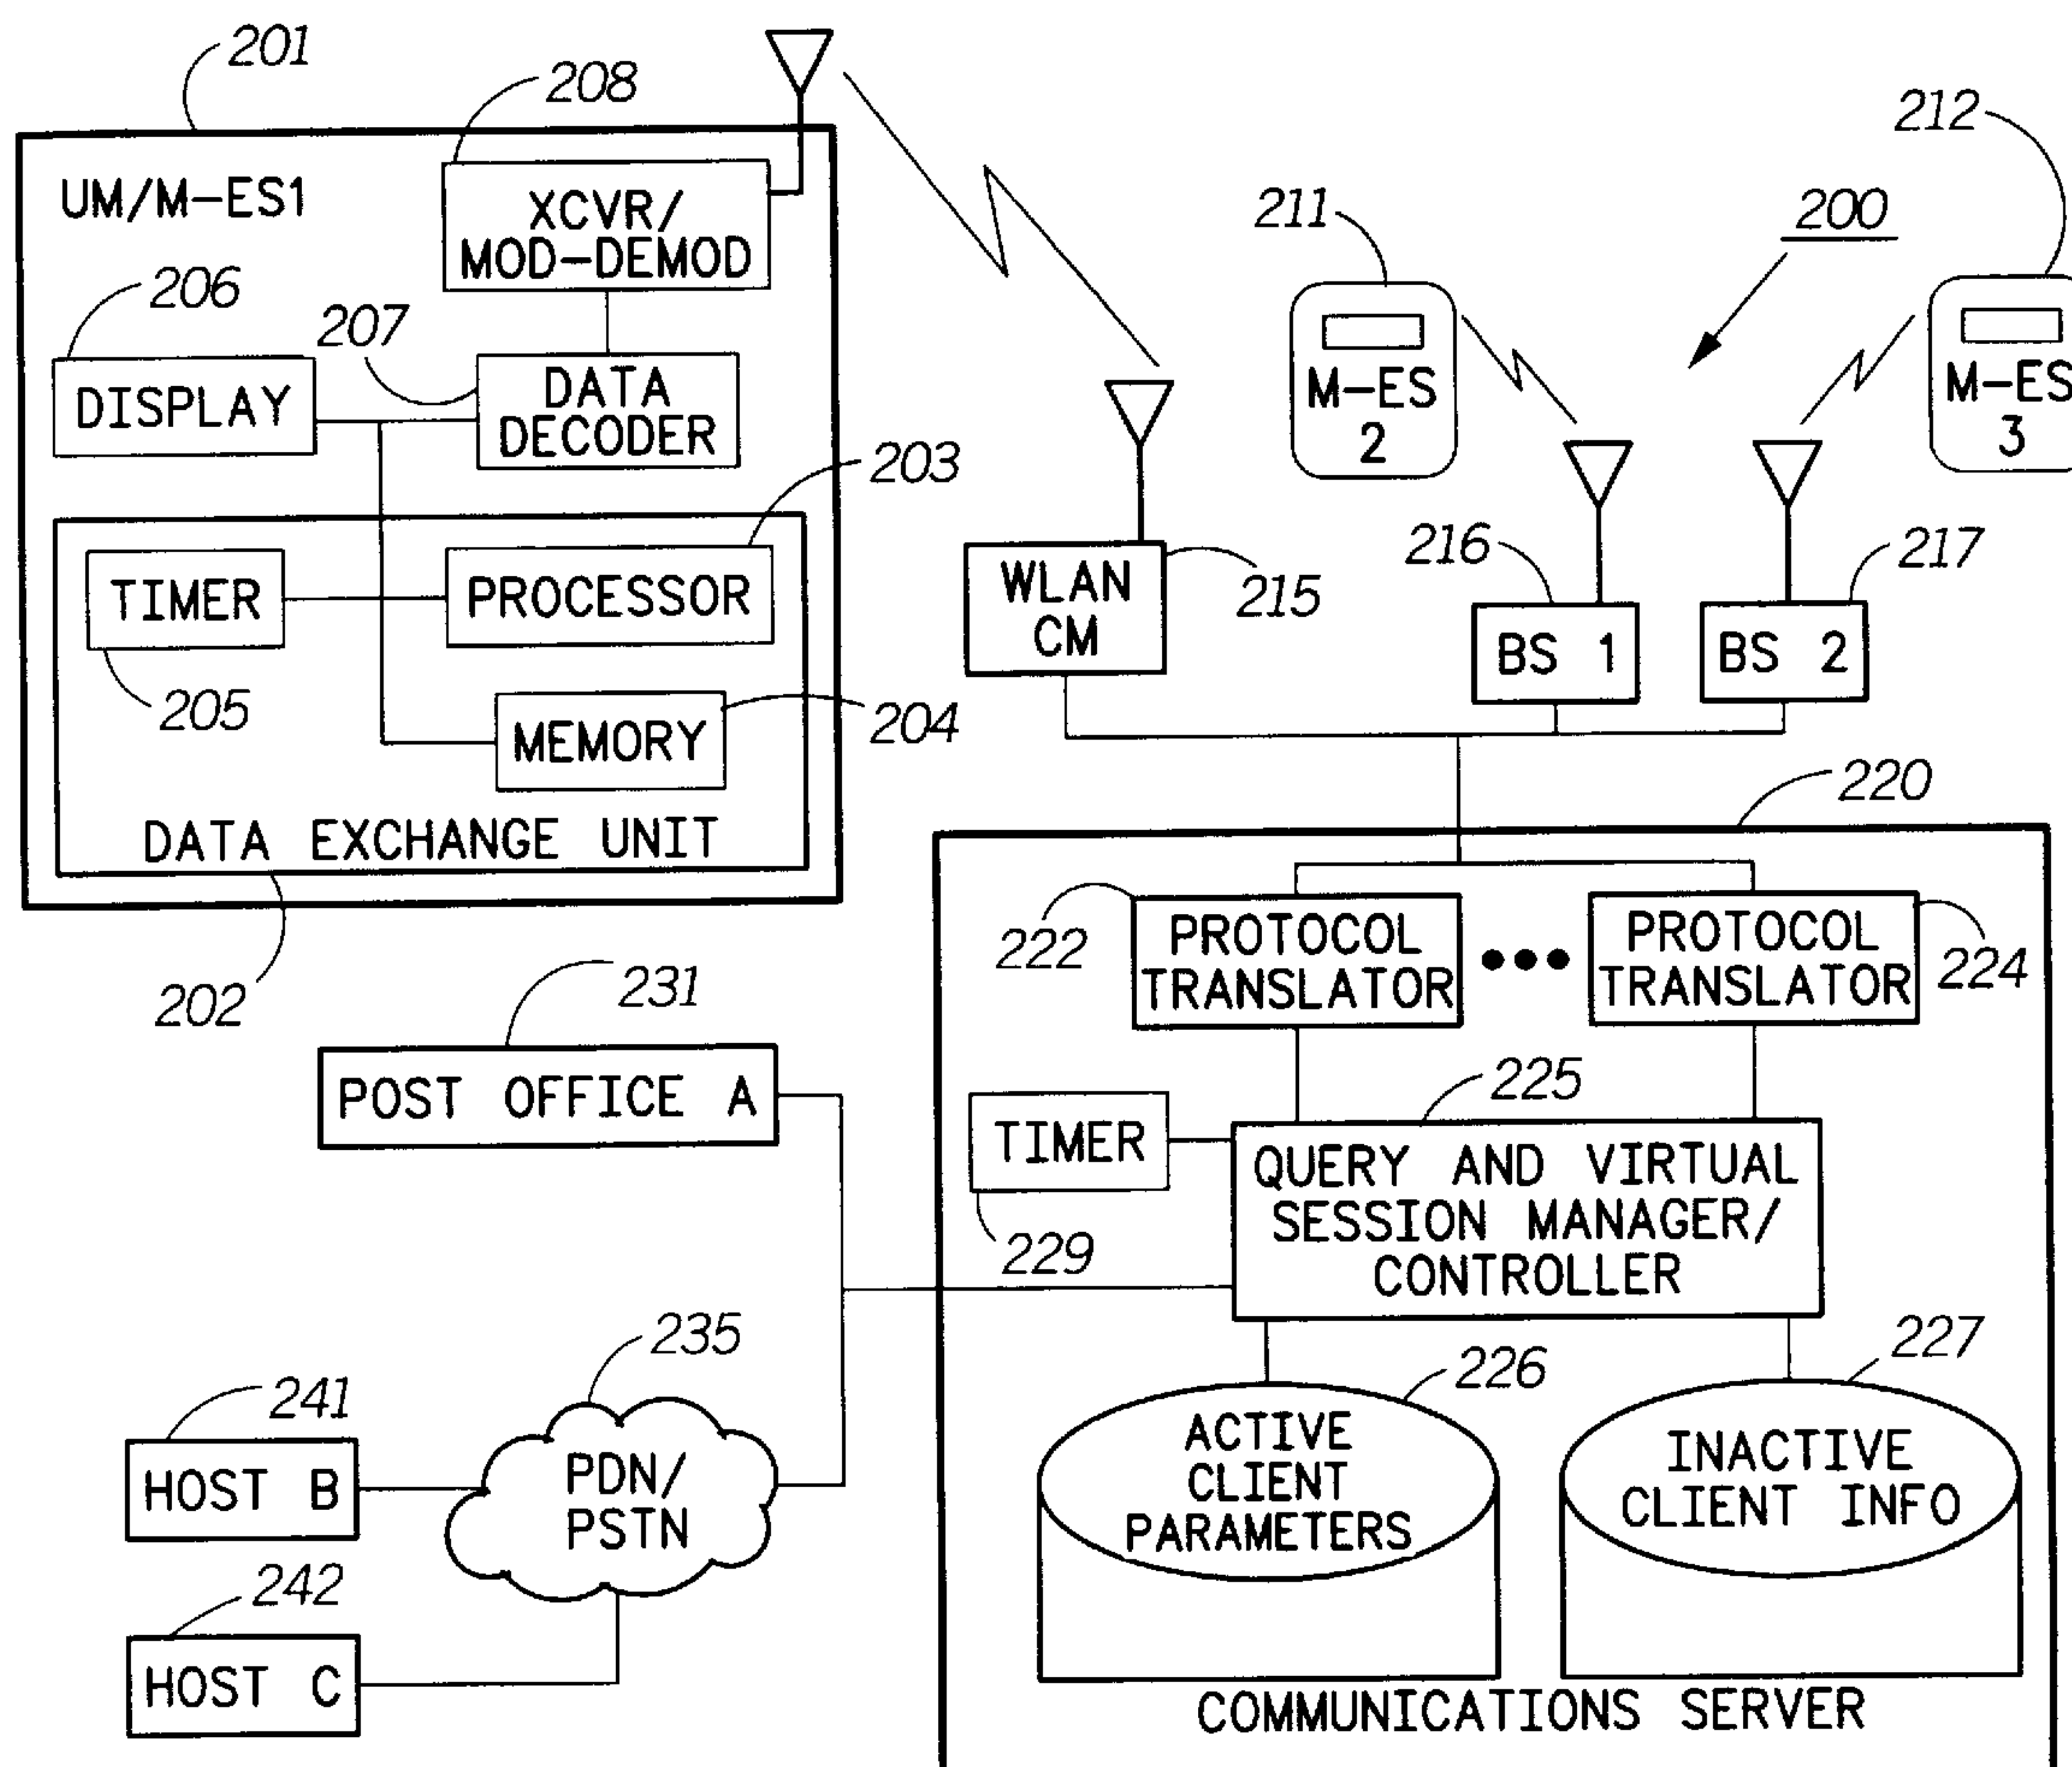 201
208
212
UM/M-ES1
XCVR/
MOD-DEMOD
211
200
206
207
DISPLAY
DATA
DECODER
M-ES
2
M-ES
3
203
TIMER
PROCESSOR
WLAN
CM
215
216
217
BS 1
BS 2
205
MEMORY
204
DATA EXCHANGE UNIT
220
202
222
PROTOCOL
TRANSLATOR
•••
PROTOCOL
TRANSLATOR
224
231
POST OFFICE A
225
TIMER
229
QUERY AND VIRTUAL
SESSION MANAGER/
CONTROLLER
235
226
227
241
HOST B
PDN/
PSTN
ACTIVE
CLIENT
PARAMETERS
INACTIVE
CLIENT INFO
242
HOST C
COMMUNICATIONS SERVER